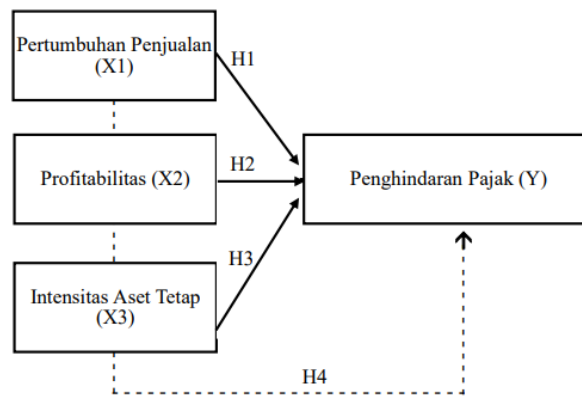 Pertumbuhan Penjualan
(X1)
H1
Profitabilitas (X2)
H2
Penghindaran Pajak (Y)
H3
Intensitas Aset Tetap
(X3)
H4